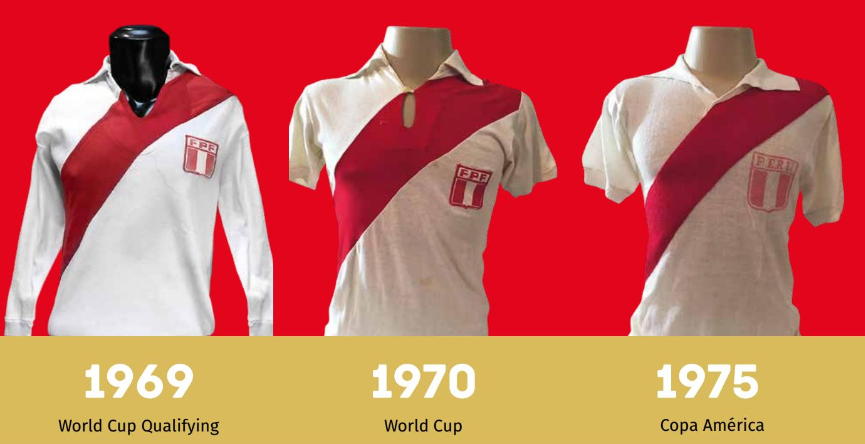 FPF
FPF
PERU
1969
1970
1975
World Cup Qualifying
World Cup
Copa América